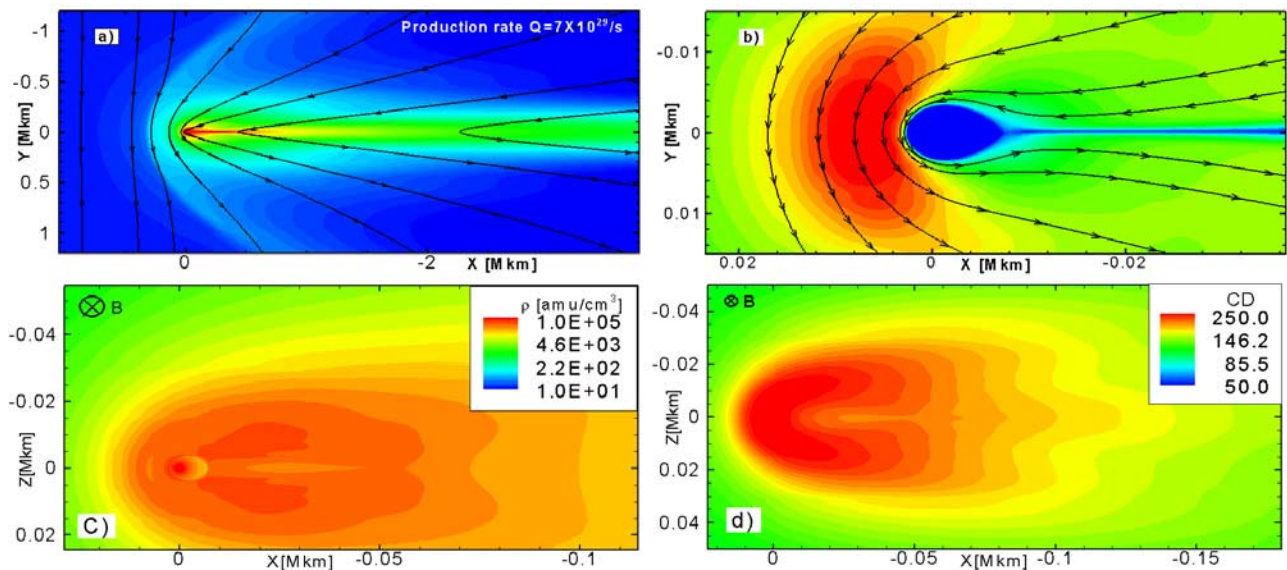 a)
Production rate Q=7X10²⁹/s
-1
-0.5
0
0.5
1
Y [Mkm]
0
X [Mkm]
-2
b)
-0.01
0
0.01
Y [Mkm]
0.02
0
X [Mkm]
-0.02
⊗ B
ρ [amu/cm³]
1.0E+05
4.6E+03
2.2E+02
1.0E+01
-0.04
-0.02
0
0.02
Z[Mkm]
C)
0
X[Mkm]
-0.05
-0.1
⊗ B
CD
250.0
146.2
85.5
50.0
-0.04
-0.02
0
0.02
0.04
Z[Mkm]
d)
0
-0.05
X[Mkm]
-0.1
-0.15